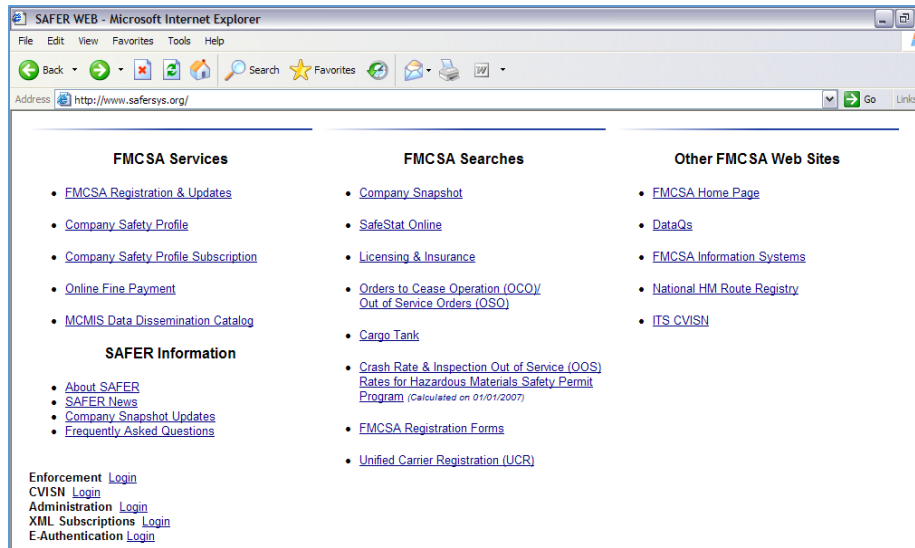 SAFER WEB - Microsoft Internet Explorer
File Edit View Favorites Tools Help
Back Search Favorites
Address http://www.safersys.org/ Go Links
FMCSA Services
FMCSA Registration & Updates
Company Safety Profile
Company Safety Profile Subscription
Online Fine Payment
MCMIS Data Dissemination Catalog
SAFER Information
About SAFER
SAFER News
Company Snapshot Updates
Frequently Asked Questions
Enforcement Login
CVISN Login
Administration Login
XML Subscriptions Login
E-Authentication Login
FMCSA Searches
Company Snapshot
SafeStat Online
Licensing & Insurance
Orders to Cease Operation (OCO)/
Out of Service Orders (OSO)
Cargo Tank
Crash Rate & Inspection Out of Service (OOS)
Rates for Hazardous Materials Safety Permit
Program (Calculated on 01/01/2007)
FMCSA Registration Forms
Unified Carrier Registration (UCR)
Other FMCSA Web Sites
FMCSA Home Page
DataQs
FMCSA Information Systems
National HM Route Registry
ITS CVISN